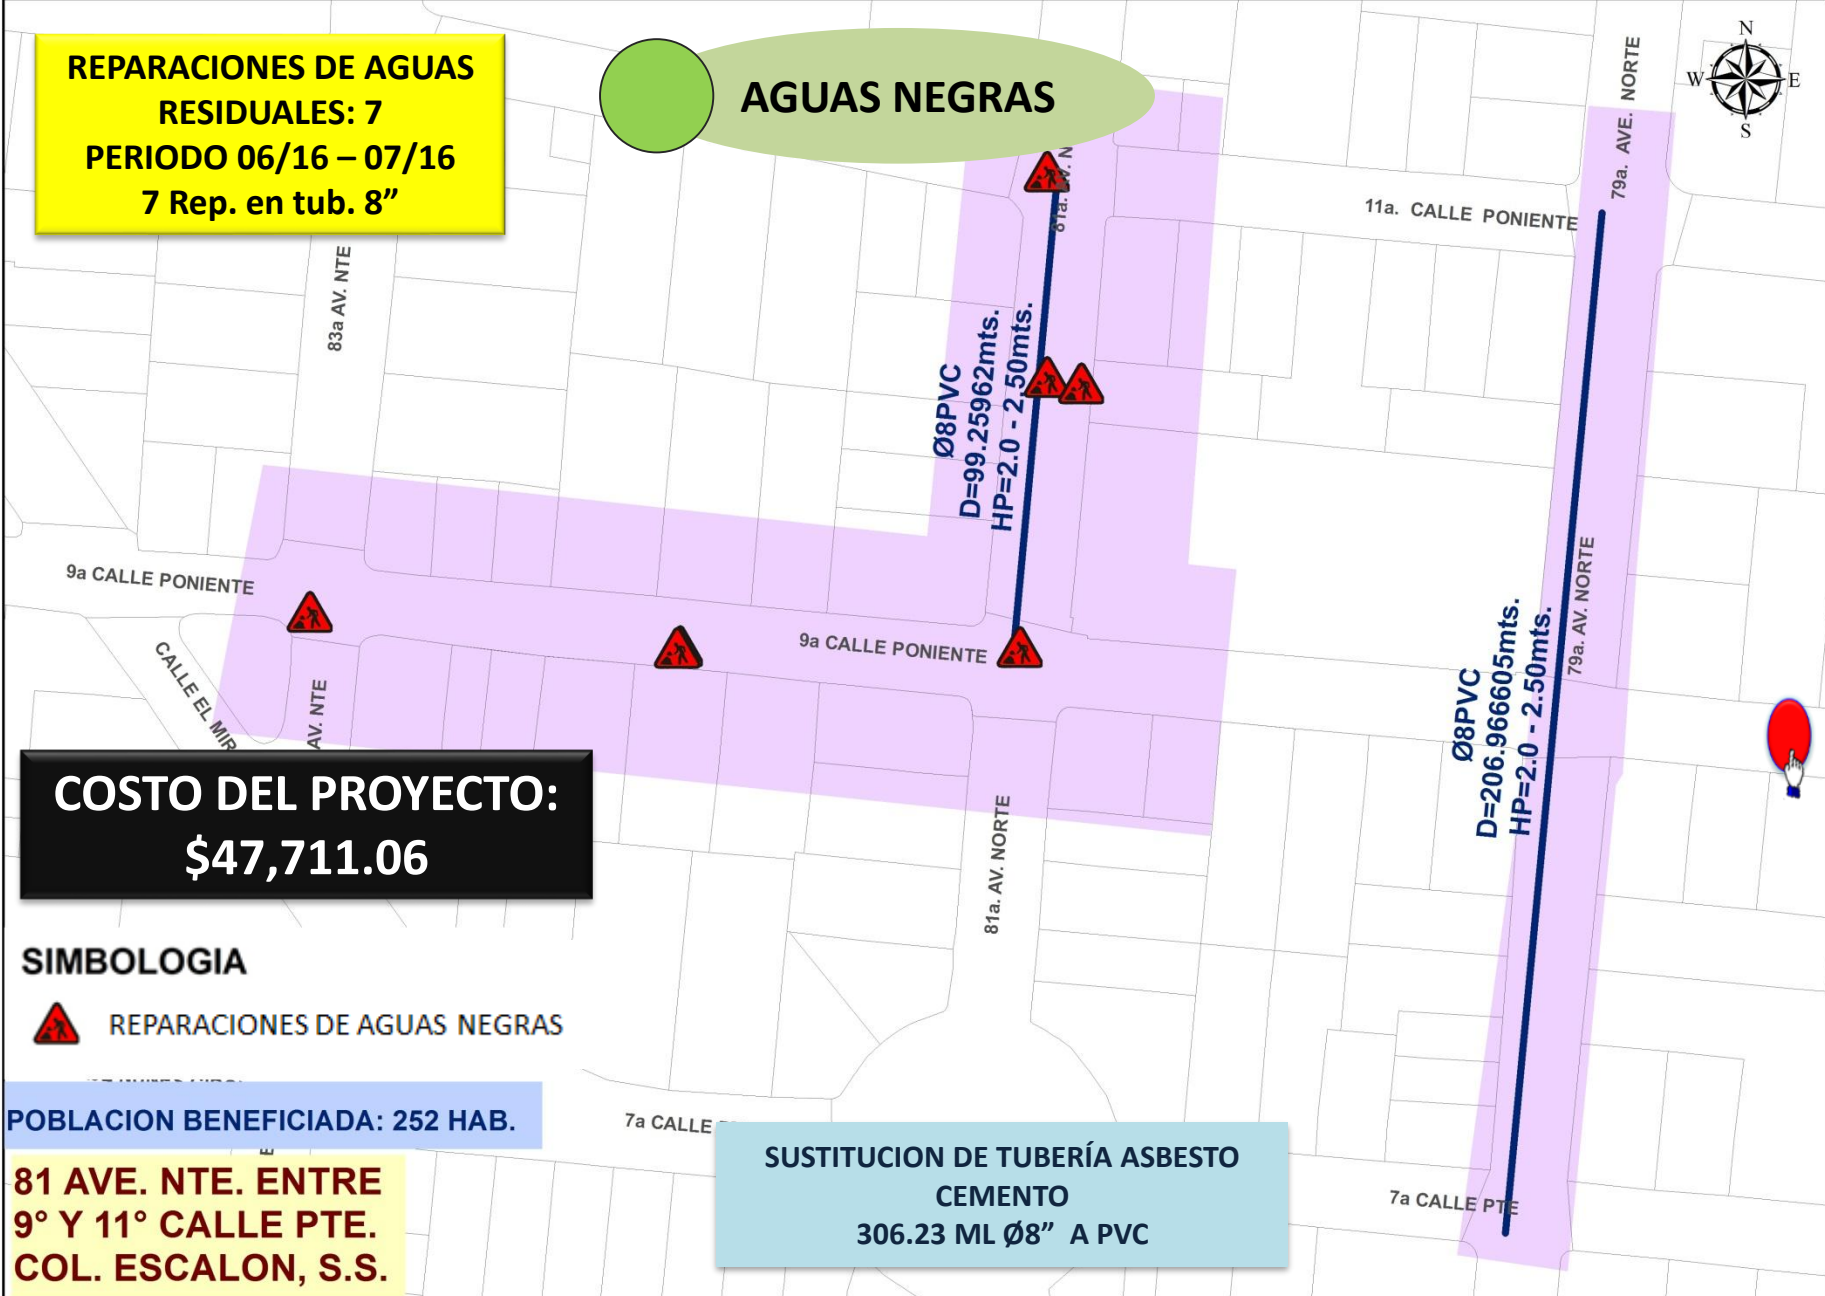 REPARACIONES DE AGUAS
RESIDUALES: 7
PERIODO 06/16 – 07/16
7 Rep. en tub. 8”
AGUAS NEGRAS
N
W
E
S
79a. AVE. NORTE
11a. CALLE PONIENTE
81a. AV. N
83a AV. NTE
Ø8PVC
D=99.25962mts.
HP=2.0 - 2.50mts.
9a CALLE PONIENTE
9a CALLE PONIENTE
79a. AV. NORTE
Ø8PVC
D=206.966605mts.
HP=2.0 - 2.50mts.
CALLE EL MIR
AV. NTE
COSTO DEL PROYECTO:
$47,711.06
81a. AV. NORTE
SIMBOLOGIA
REPARACIONES DE AGUAS NEGRAS
POBLACION BENEFICIADA: 252 HAB.
7a CALLE
81 AVE. NTE. ENTRE
9° Y 11° CALLE PTE.
COL. ESCALON, S.S.
SUSTITUCION DE TUBERÍA ASBESTO
CEMENTO
306.23 ML Ø8” A PVC
7a CALLE PTE